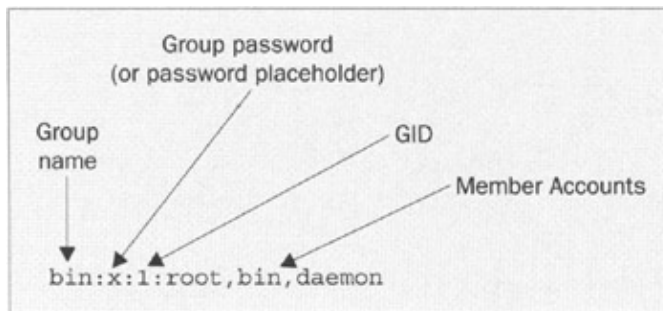 Group password
(or password placeholder)
Group
name
GID
Member Accounts
bin:x:1:root,bin,daemon